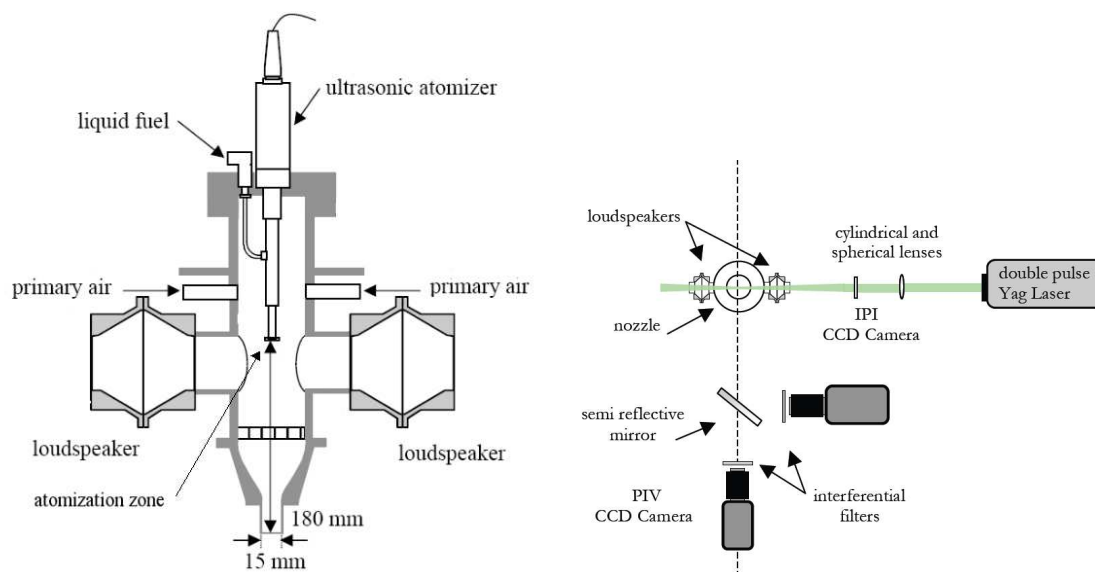 ultrasonic atomizer
liquid fuel
primary air
primary air
loudspeaker
loudspeaker
atomization zone
180 mm
15 mm
loudspeakers
cylindrical and
spherical lenses
double pulse
Yag Laser
nozzle
IPI
CCD Camera
semi reflective
mirror
PIV
CCD Camera
interferential
filters